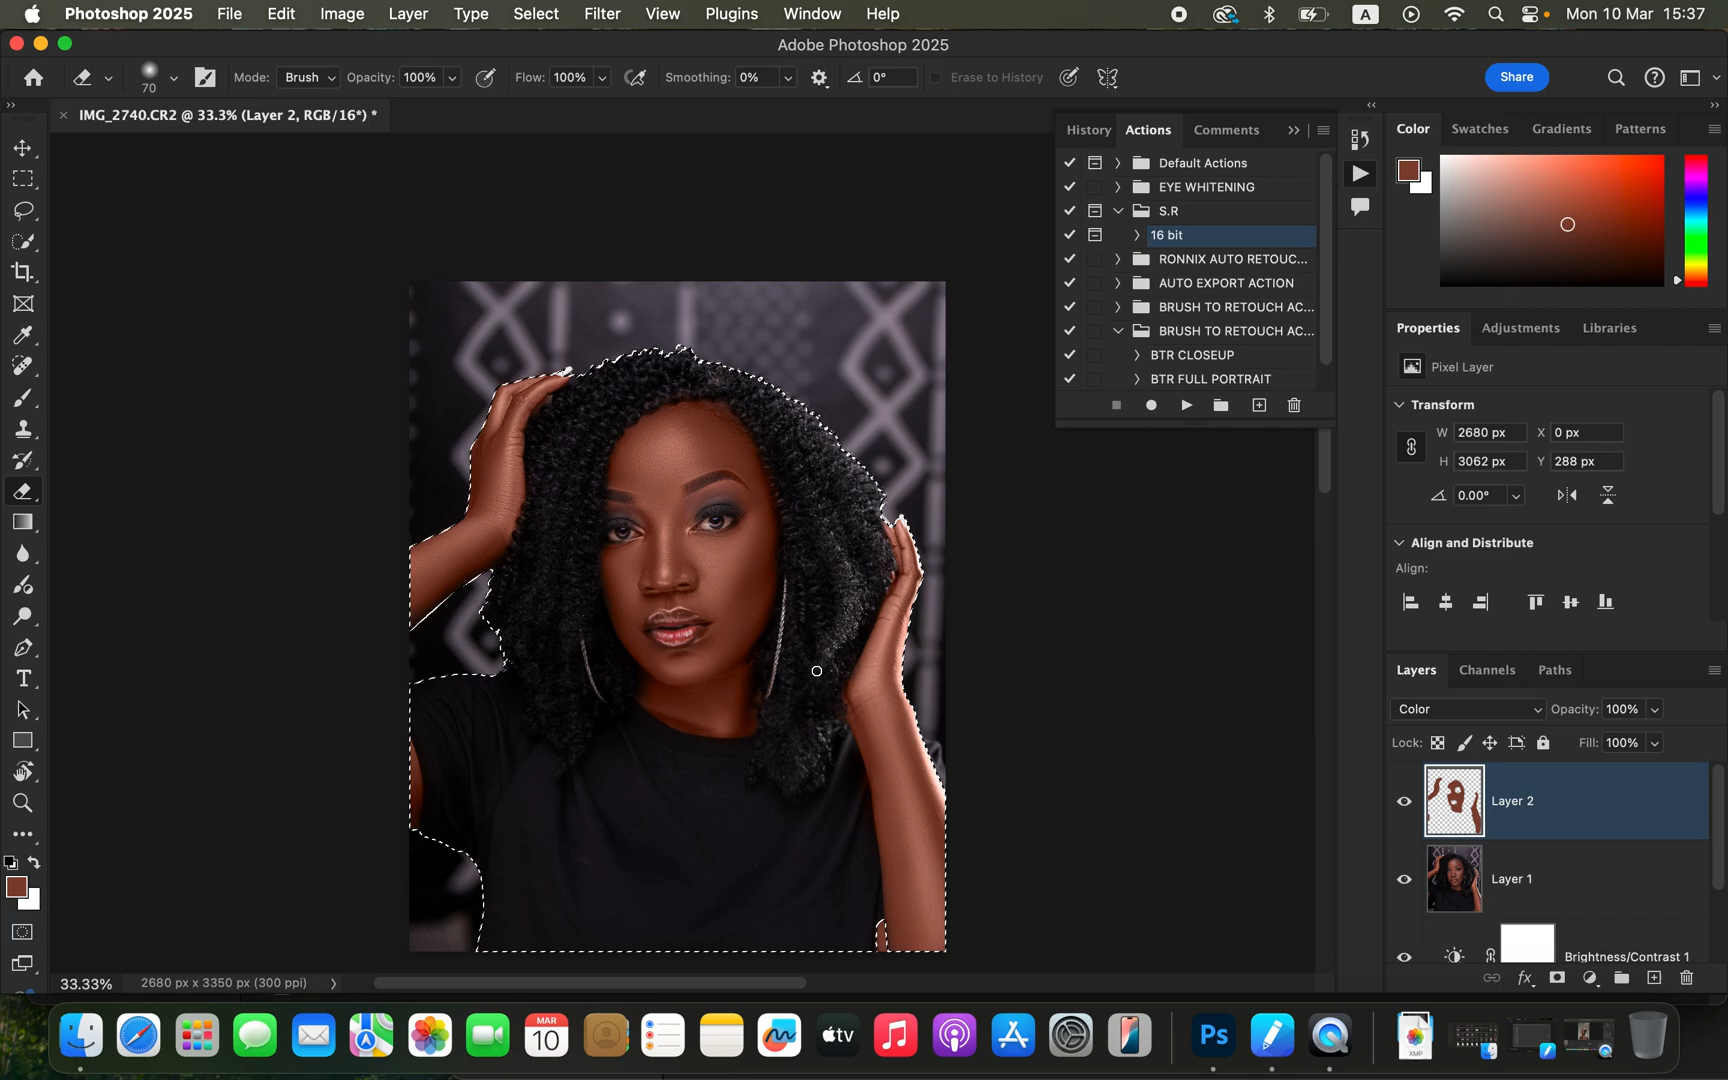 Photoshop 2025 File Edit Image Layer Type Select Filter View Plugins Window Help A Mon 10 Mar 15:37
Adobe Photoshop 2025
70 Mode: Brush Opacity: 100% Flow: 100% Smoothing: 0% 0° Erase to History Share
IMG_2740.CR2 @ 33.3% (Layer 2, RGB/16*) *
History Actions Comments
Default Actions
EYE WHITENING
S.R
16 bit
RONNIX AUTO RETOUC...
AUTO EXPORT ACTION
BRUSH TO RETOUCH AC...
BRUSH TO RETOUCH AC...
BTR CLOSEUP
BTR FULL PORTRAIT
Color Swatches Gradients Patterns
Properties Adjustments Libraries
Pixel Layer
Transform
W 2680 px X 0 px
H 3062 px Y 288 px
0.00°
Align and Distribute
Align:
Layers Channels Paths
Color Opacity: 100%
Lock: Fill: 100%
Layer 2
Layer 1
Brightness/Contrast 1
33.33% 2680 px x 3350 px (300 ppi)
MAR
10
tv
Ps
XMP